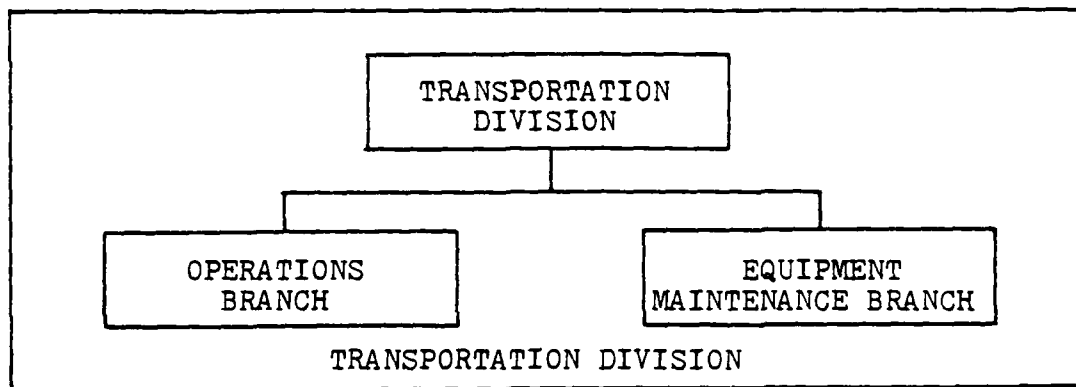 TRANSPORTATION
DIVISION
OPERATIONS
BRANCH
EQUIPMENT
MAINTENANCE BRANCH
TRANSPORTATION DIVISION